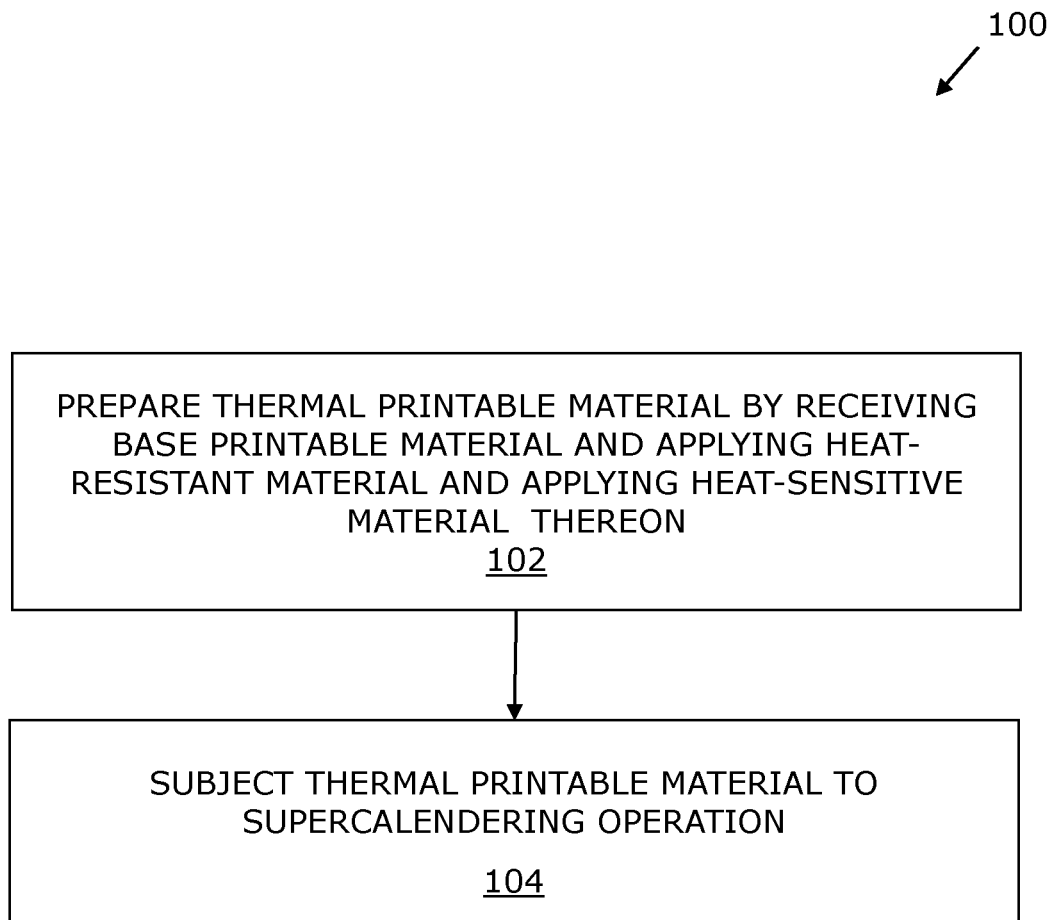 100
PREPARE THERMAL PRINTABLE MATERIAL BY RECEIVING
BASE PRINTABLE MATERIAL AND APPLYING HEAT-
RESISTANT MATERIAL AND APPLYING HEAT-SENSITIVE
MATERIAL THEREON
102
SUBJECT THERMAL PRINTABLE MATERIAL TO
SUPERCALENDERING OPERATION
104